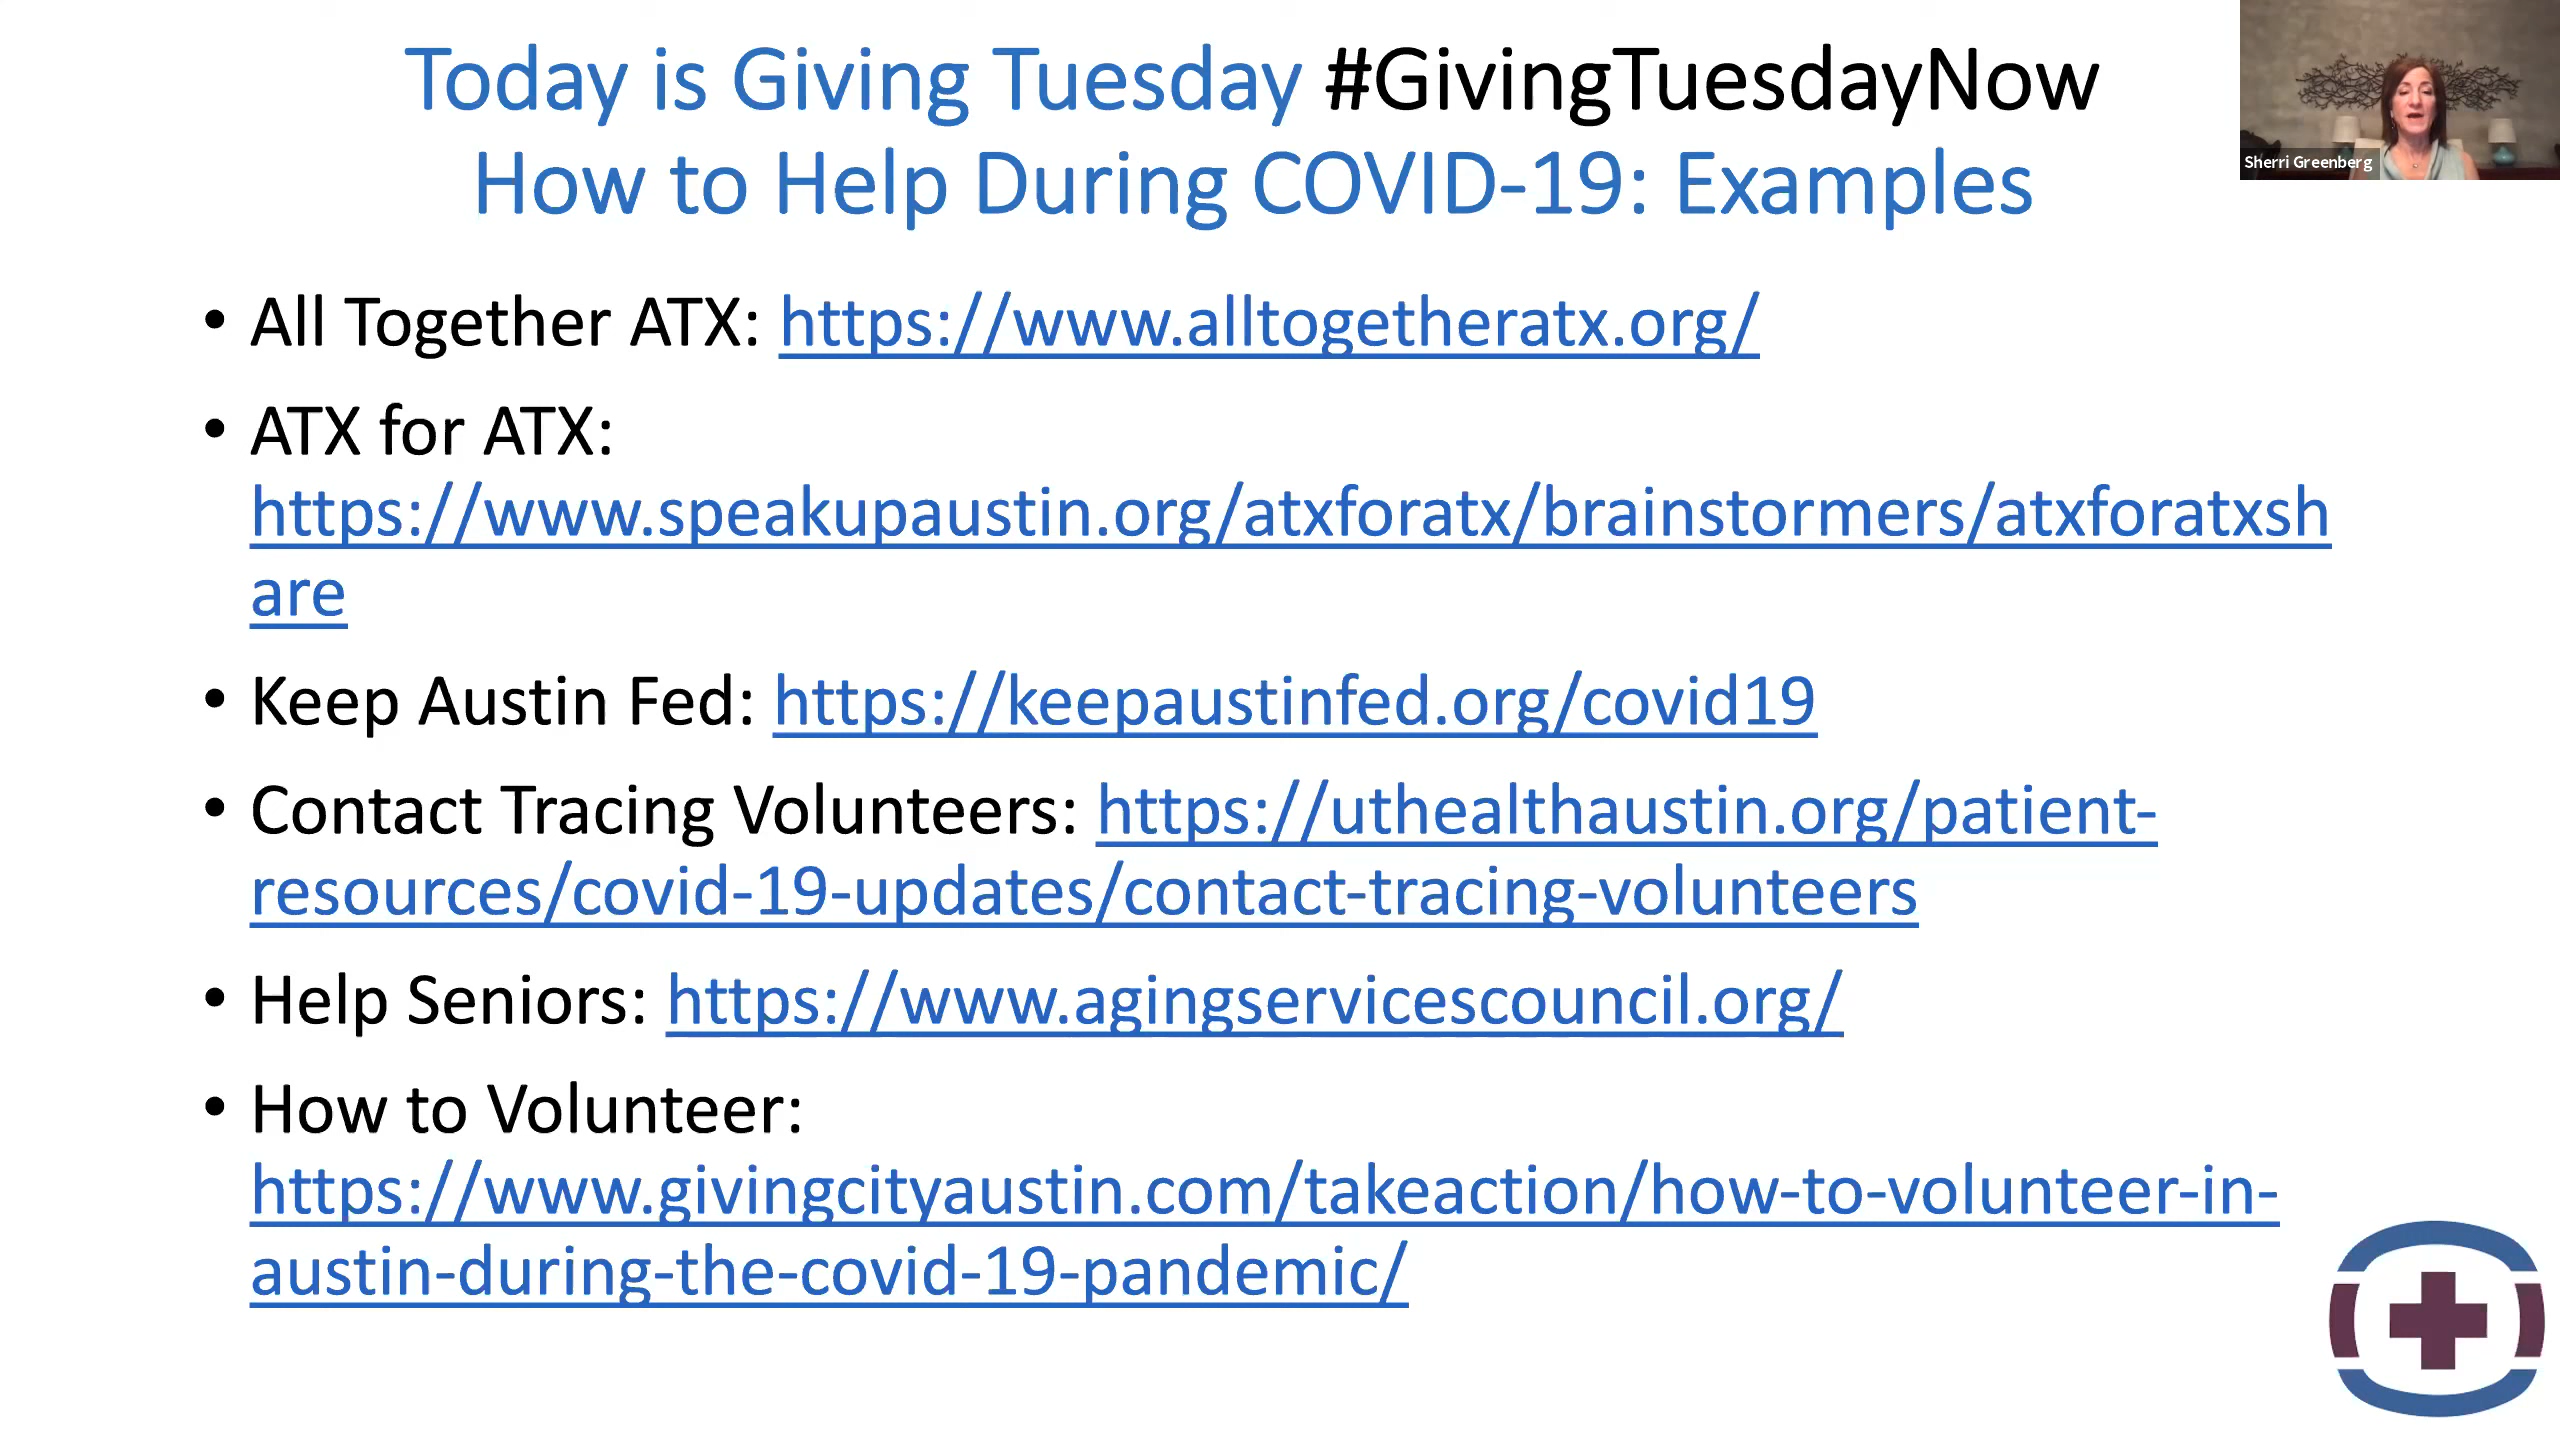 Today is Giving Tuesday #GivingTuesdayNow
How to Help During COVID-19: Examples
Sherri Greenberg
• All Together ATX: https://www.alltogetheratx.org/
• ATX for ATX:
https://www.speakupaustin.org/atxforatx/brainstormers/atxforatxsh
are
• Keep Austin Fed: https://keepaustinfed.org/covid19
• Contact Tracing Volunteers: https://uthealthaustin.org/patient-
resources/covid-19-updates/contact-tracing-volunteers
• Help Seniors: https://www.agingservicescouncil.org/
• How to Volunteer:
https://www.givingcityaustin.com/takeaction/how-to-volunteer-in-
austin-during-the-covid-19-pandemic/